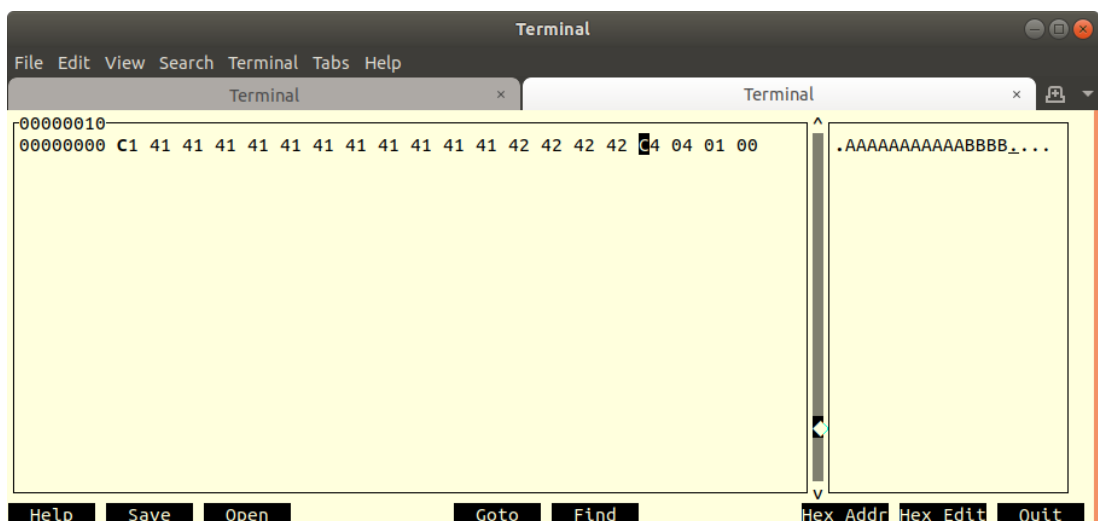 Terminal
File Edit View Search Terminal Tabs Help
Terminal × Terminal ×
00000010
00000000 C1 41 41 41 41 41 41 41 41 41 41 41 42 42 42 42 C4 04 01 00 .AAAAAAAAAAABBBB....
Help Save Open Goto Find Hex Addr Hex Edit Quit